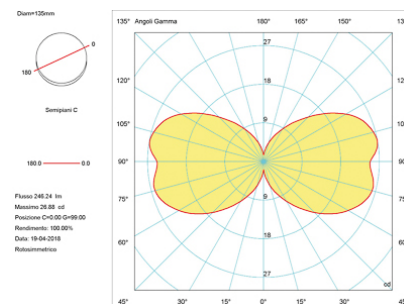 Diam=135mm
0
180
Semipiani C
180.0 0.0
Flusso 246.24 lm
Massimo 26.88 cd
Posizione C=0.00 G=99.00
Rendimento: 100.00%
Data: 19-04-2018
Rotosimmetrico
135° Angoli Gamma 180° 165° 150°
120°
105°
90°
75°
60°
45° 30° 15° 0° 15° 30° 45°
120°
105°
90°
75°
60°
27
18
9
9
18
27
cd